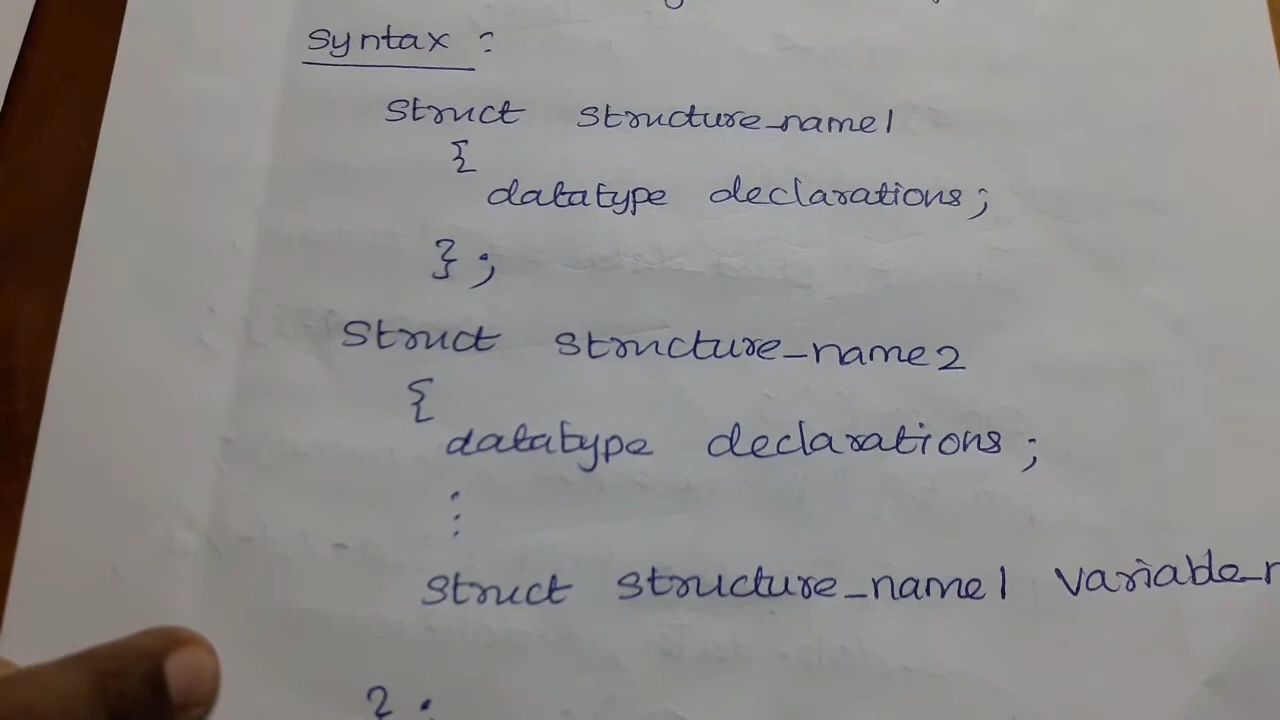 Syntax :
struct structure_name1
{
datatype declarations;
};
struct structure_name2
{
datatype declarations;
:
struct structure_name1
};